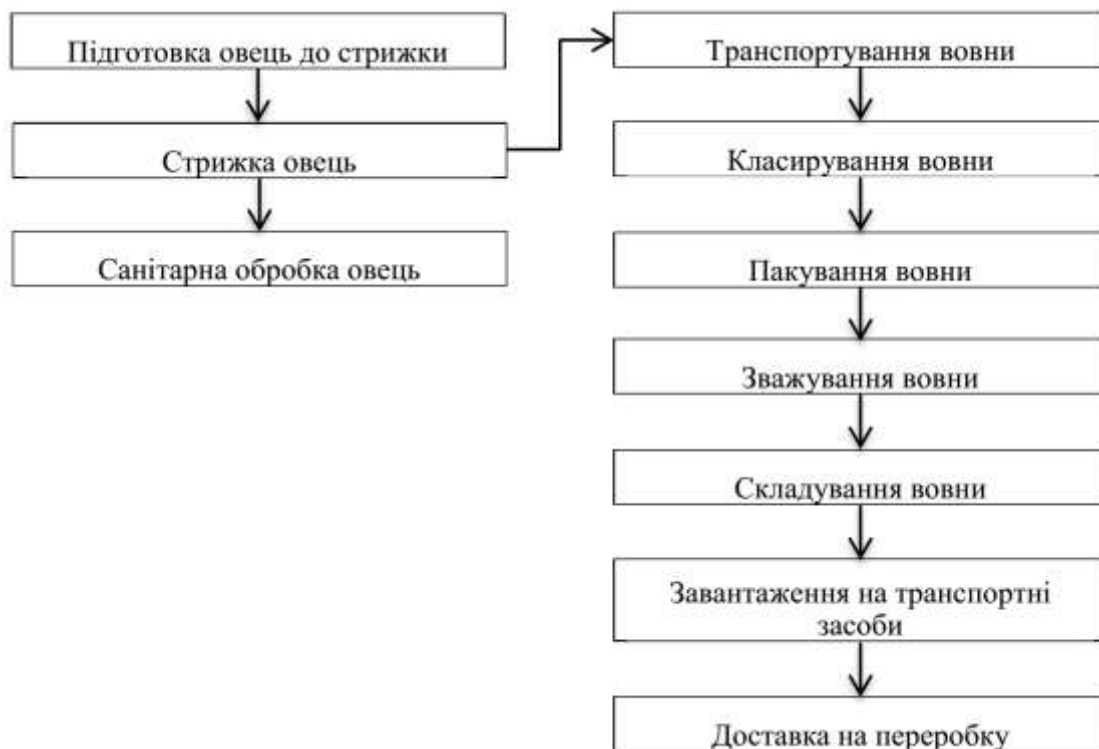 Підготовка овець до стрижки
Стрижка овець
Санітарна обробка овець
Транспортування вовни
Класирування вовни
Пакування вовни
Зважування вовни
Складування вовни
Завантаження на транспортні
засоби
Доставка на переробку